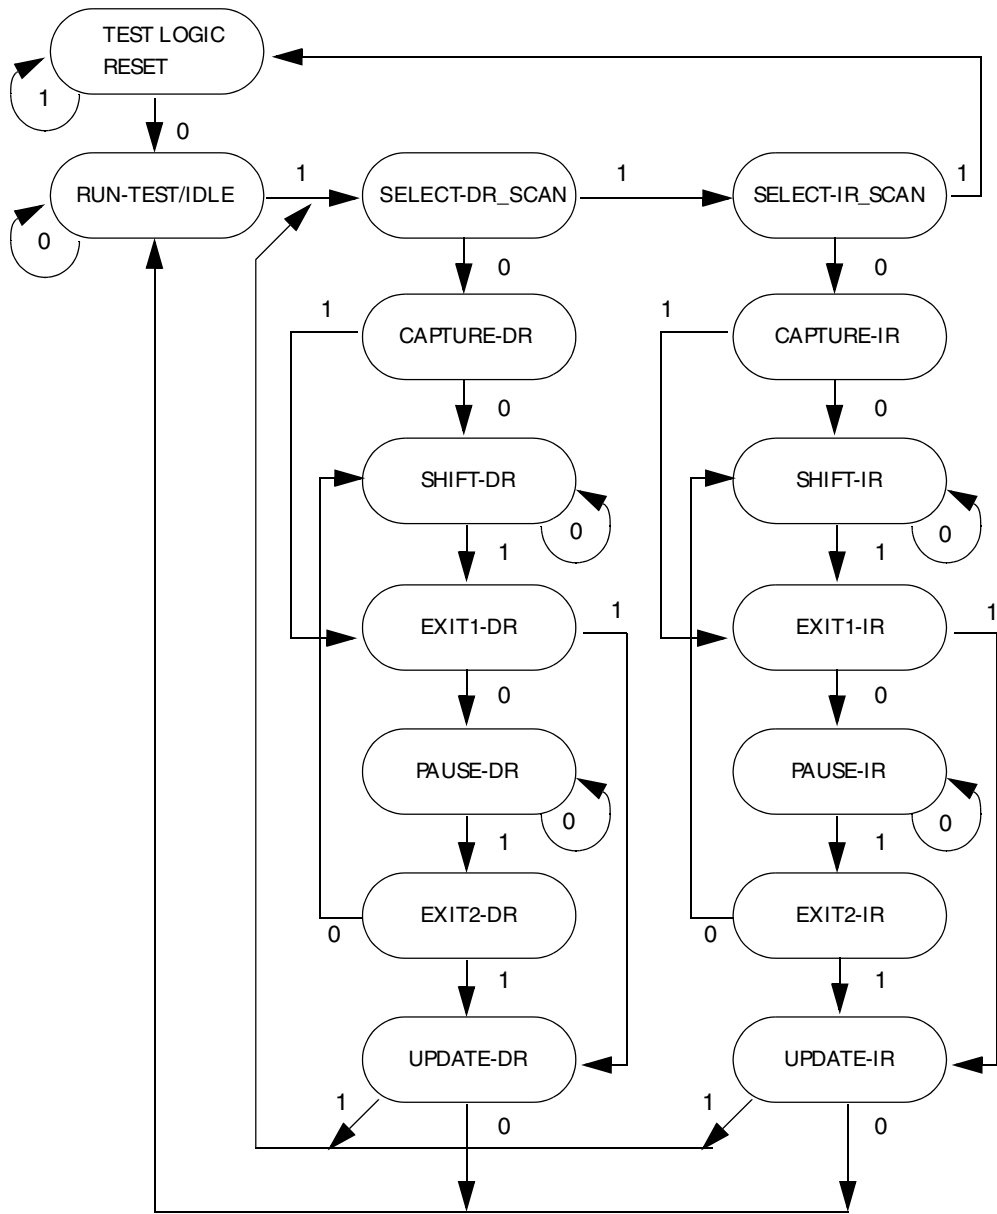 TEST LOGIC
RESET
1
0
RUN-TEST/IDLE
1
SELECT-DR_SCAN
1
SELECT-IR_SCAN
1
0
0
0
1
CAPTURE-DR
1
CAPTURE-IR
0
0
SHIFT-DR
0
SHIFT-IR
0
1
1
EXIT1-DR
1
EXIT1-IR
1
0
0
PAUSE-DR
0
PAUSE-IR
0
1
1
EXIT2-DR
0
EXIT2-IR
0
1
1
UPDATE-DR
UPDATE-IR
1
0
1
0